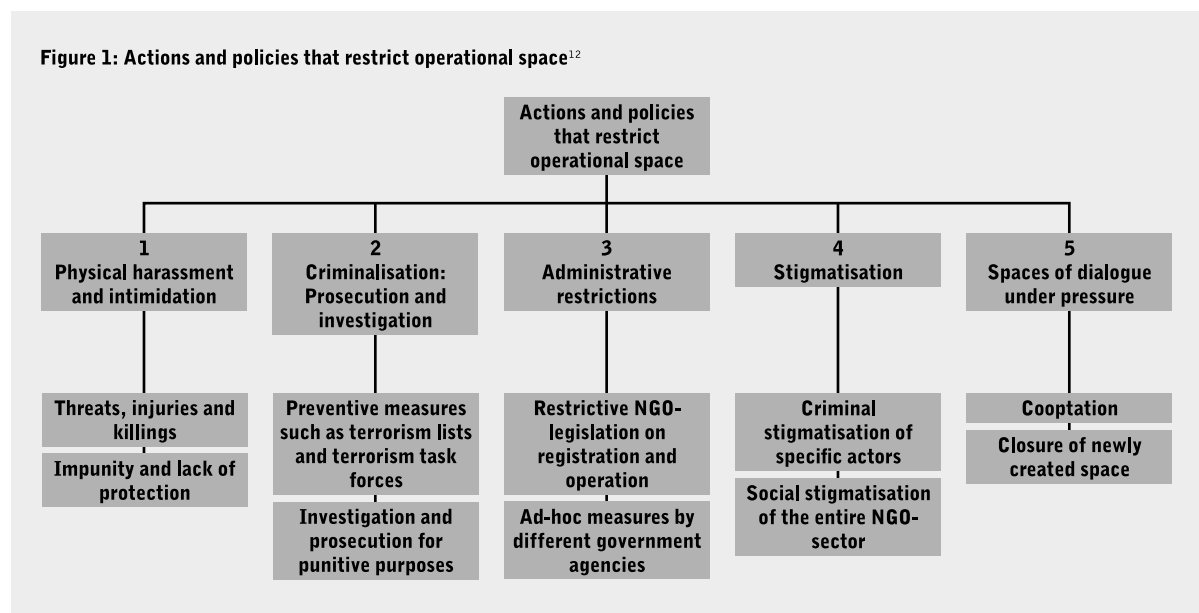 Figure 1: Actions and policies that restrict operational space12
Actions and policies
that restrict
operational space
1
Physical harassment
and intimidation
2
Criminalisation:
Prosecution and
investigation
3
Administrative
restrictions
4
Stigmatisation
5
Spaces of dialogue
under pressure
Threats, injuries and
killings
Impunity and lack of
protection
Preventive measures
such as terrorism lists
and terrorism task
forces
Investigation and
prosecution for
punitive purposes
Restrictive NGO-
legislation on
registration and
operation
Ad-hoc measures by
different government
agencies
Criminal
stigmatisation of
specific actors
Social stigmatisation
of the entire NGO-
sector
Cooptation
Closure of newly
created space